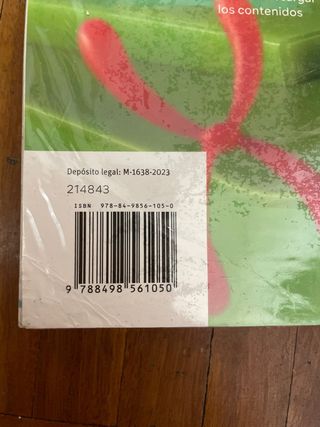 los contenidos
Depósito legal: M-1638-2023
214843
ISBN 978-84-9856-105-0
9 788498 561050